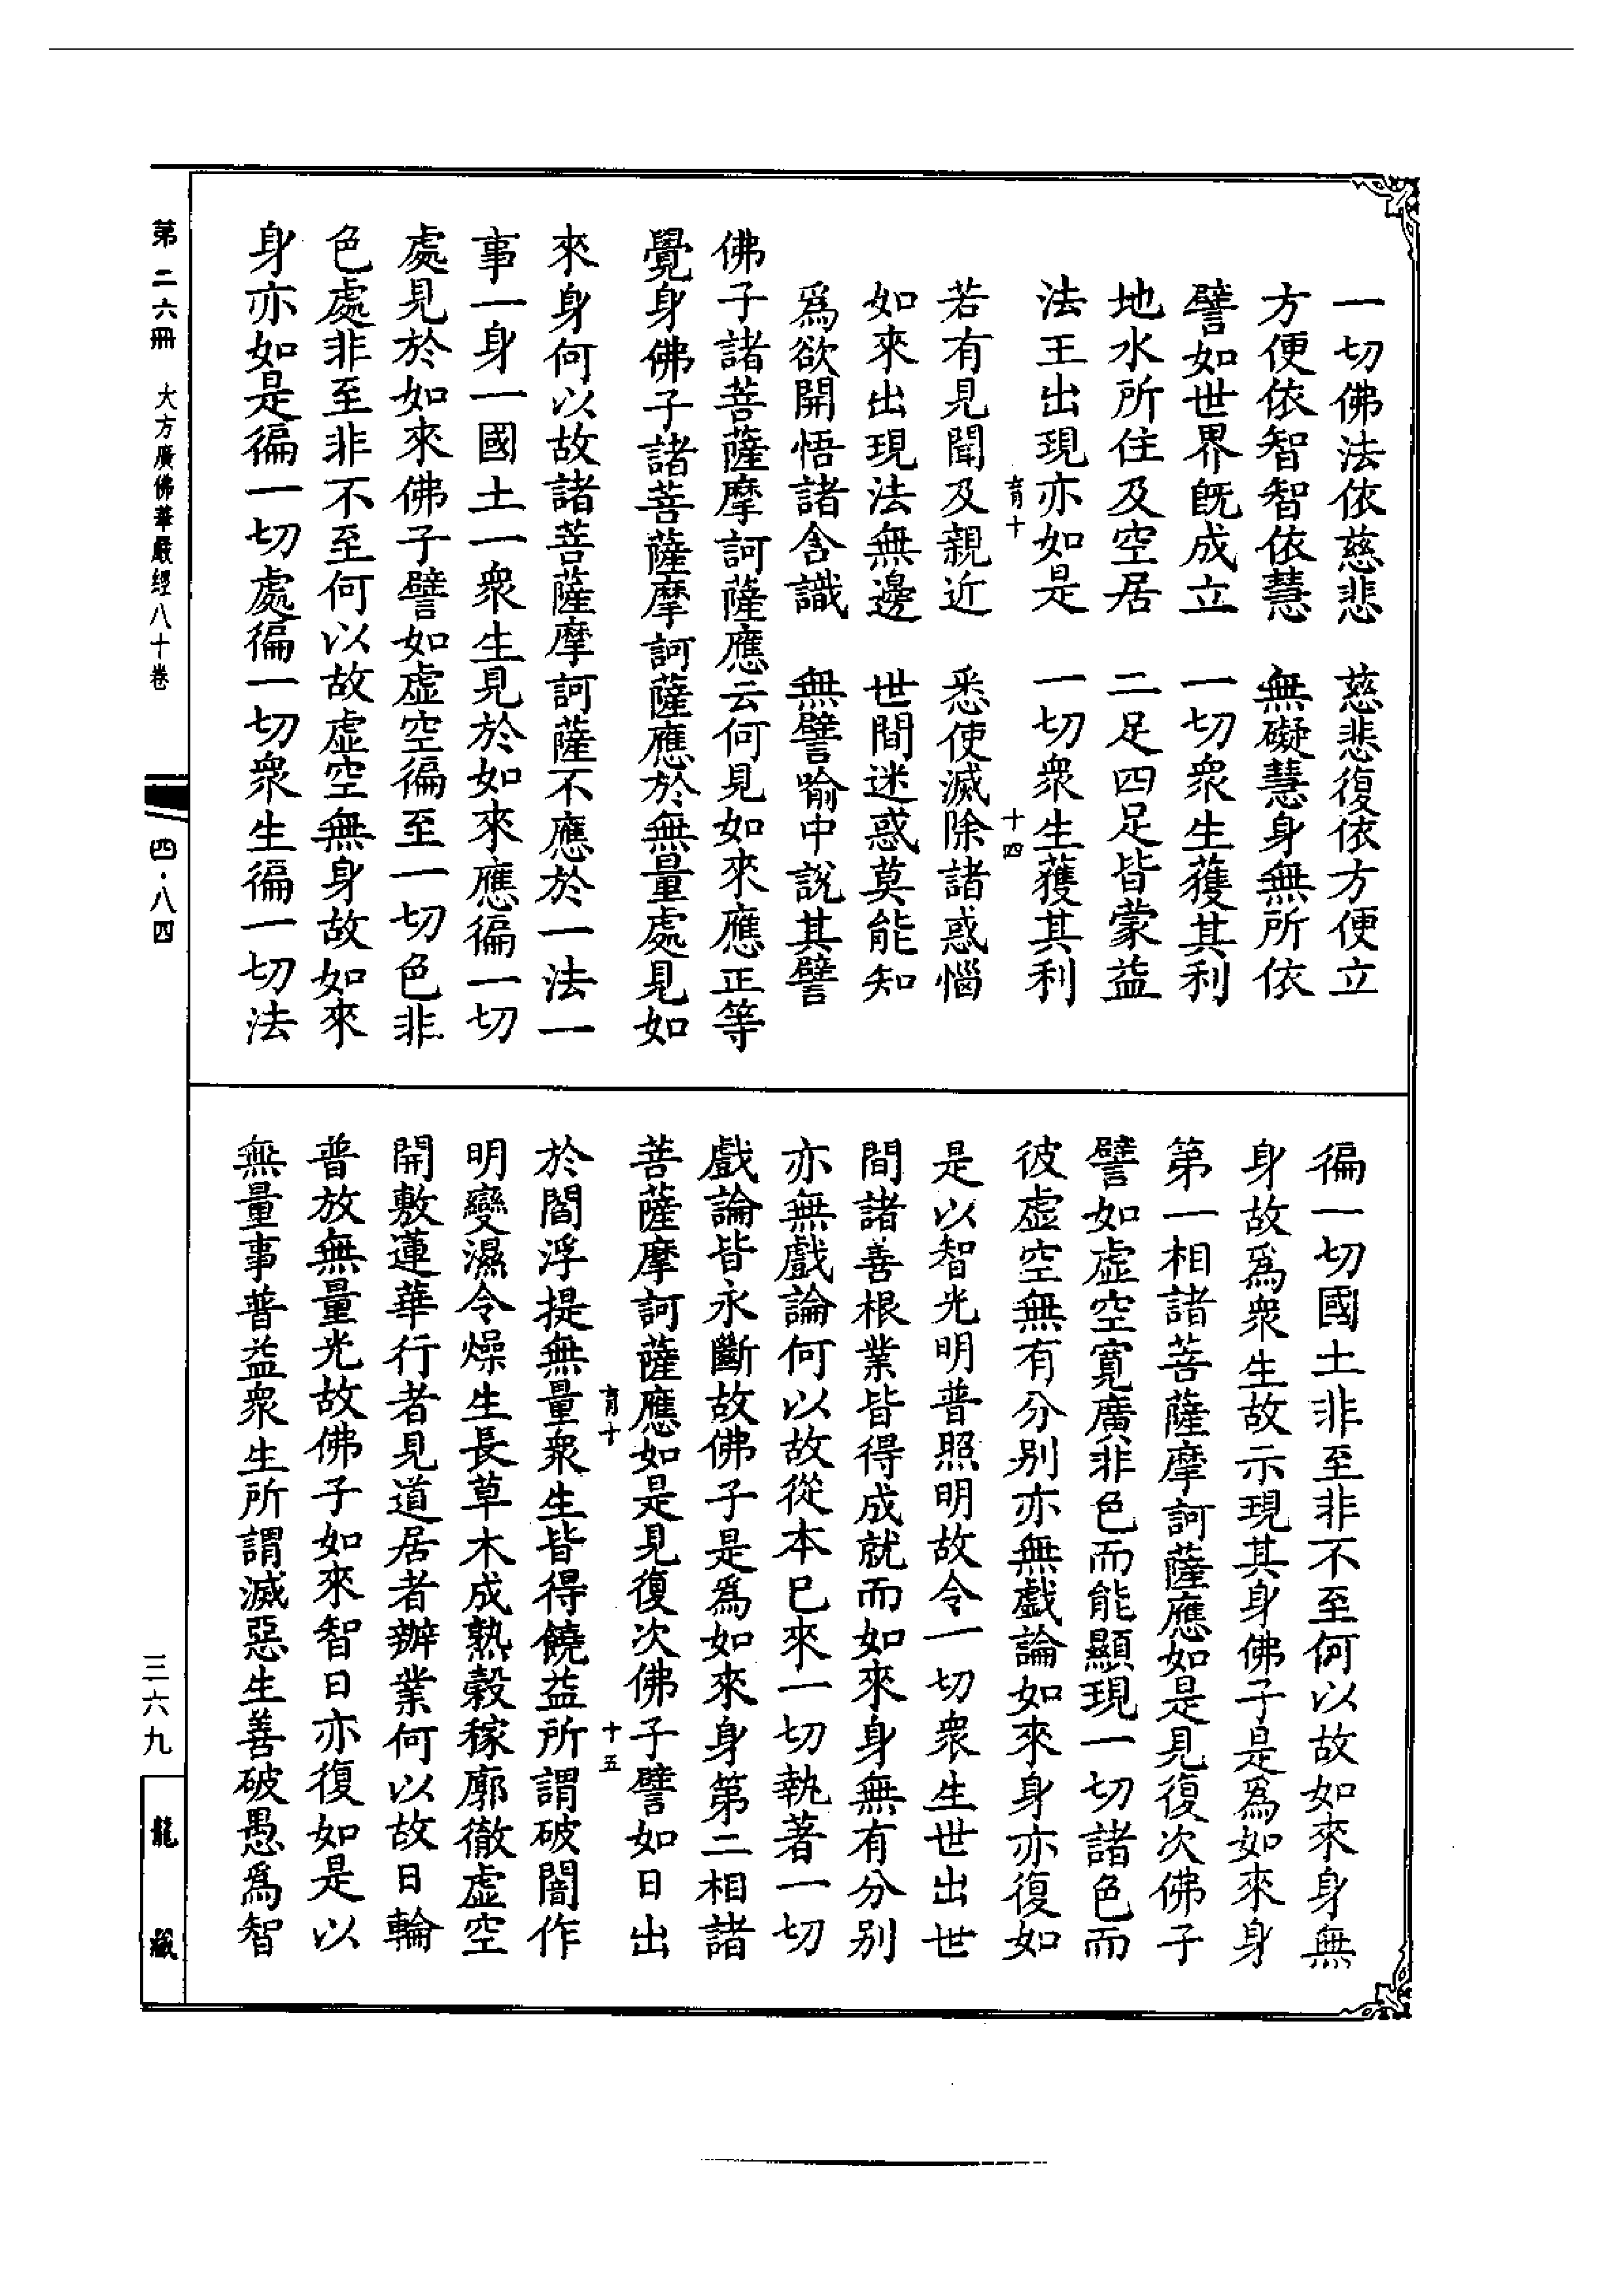 一切佛法依慈悲　慈悲復依方便立
方便依智智依慧　無礙慧身無所依
譬如世界旣成立　一切衆生獲其利
地水所住及空居　二足四足皆蒙益
法王出現亦如是　一切衆生獲其利
育十　十四
若有見聞及親近　悉使滅除諸惑惱
如來出現法無邊　世間迷惑莫能知
爲欲開悟諸含識　無譬喻中說其譬
佛子諸菩薩摩訶薩應云何見如來應正等
覺身佛子諸菩薩摩訶薩應於無量處見如
來身何以故諸菩薩摩訶薩不應於一法一
事一身一國土一衆生見於如來應徧一切
處見於如來佛子譬如虛空徧至一切色非
色處非至非不至何以故虛空無身故如來
身亦如是徧一切處徧一切衆生徧一切法
徧一切國土非至非不至何以故如來身無
身故爲衆生故示現其身佛子是爲如來身
第一相諸菩薩摩訶薩應如是見復次佛子
譬如虛空寬廣非色而能顯現一切諸色而
彼虛空無有分別亦無戲論如來身亦復如
是以智光明普照明故令一切衆生世出世
間諸善根業皆得成就而如來身無有分別
亦無戲論何以故從本已來一切執著一切
戲論皆永斷故佛子是爲如來身第二相諸
菩薩摩訶薩應如是見復次佛子譬如日出
育十　十五
於閻浮提無量衆生皆得饒益所謂破闇作
明變濕令燥生長草木成熟穀稼廓徹虛空
開敷蓮華行者見道居者辦業何以故日輪
普放無量光故佛子如來智日亦復如是以
無量事普益衆生所謂滅惡生善破愚爲智
第二六冊　大方廣佛華嚴經八十卷　四·八四
三六九　龍藏